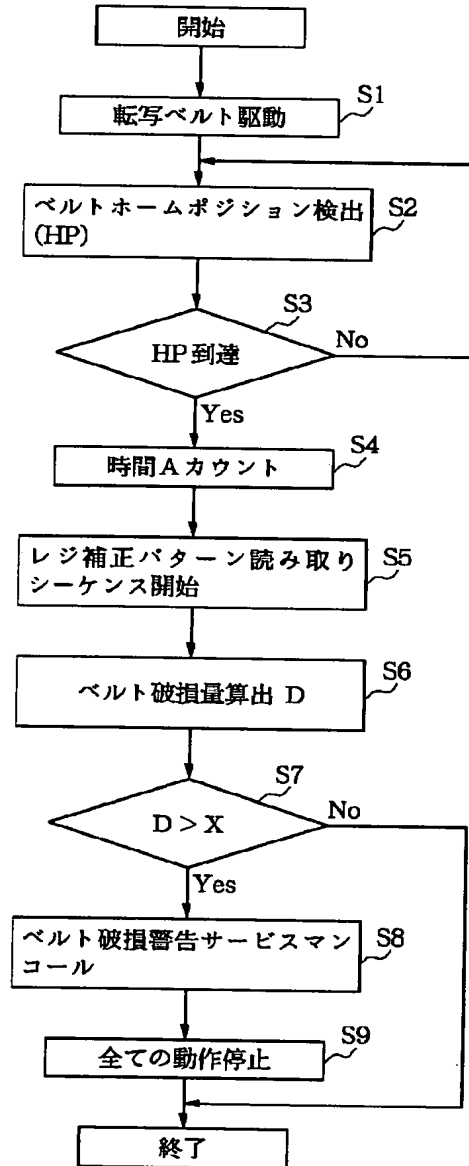 開始
S1
転写ベルト駆動
S2
ベルトホームポジション検出
(HP)
S3
HP到達
No
Yes
S4
時間Aカウント
S5
レジ補正パターン読み取り
シーケンス開始
S6
ベルト破損量算出 D
S7
D > X
No
Yes
S8
ベルト破損警告サービスマン
コール
S9
全ての動作停止
終了